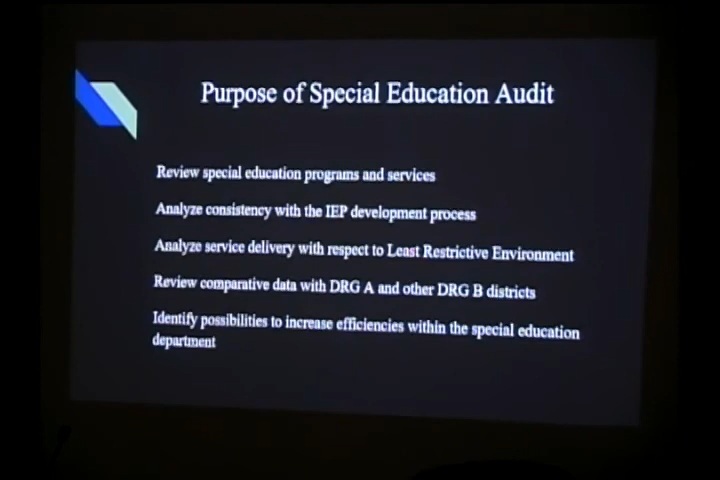 Purpose of Special Education Audit
Review special education programs and services
Analyze consistency with the IEP development process
Analyze service delivery with respect to Least Restrictive Environment
Review comparative data with DRG A and other DRG B districts
Identify possibilities to increase efficiencies within the special education
department